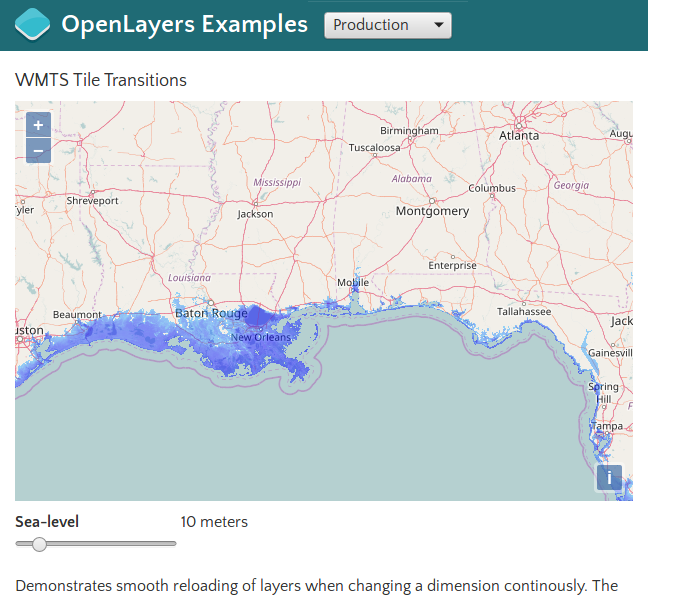 OpenLayers Examples
Production
WMTS Tile Transitions
+
−
Birmingham
Atlanta
Augu
Tuscaloosa
Mississippi
Alabama
Columbus
Georgia
Shreveport
yler
Jackson
Montgomery
Enterprise
Louisiana
Mobile
Beaumont
Baton Rouge
Tallahassee
Jack
uston
New Orleans
Gainesvill
Spring
Hill
F
Tampa
i
Sea-level 10 meters
Demonstrates smooth reloading of layers when changing a dimension continously. The